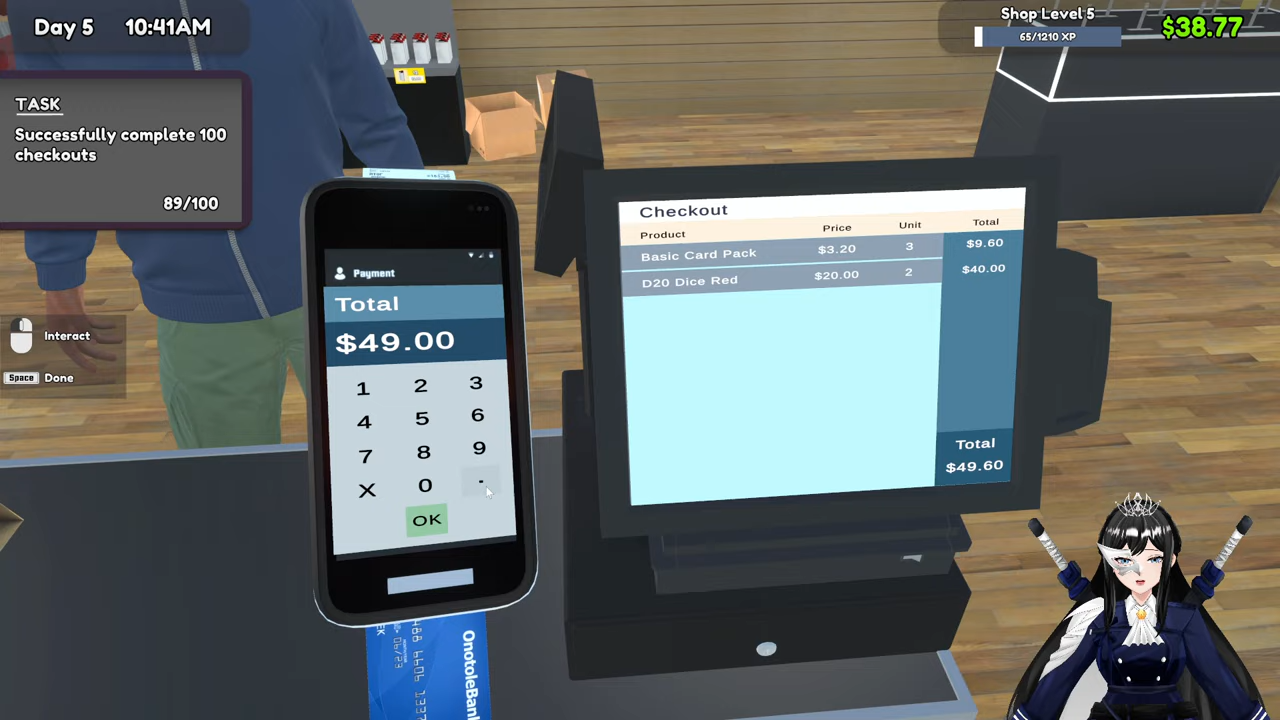 Day 5 10:41AM
Shop Level 5
65/1210 XP
$38.77
TASK
Successfully complete 100
checkouts
89/100
Interact
Space Done
Payment
Total
$49.00
1 2 3
4 5 6
7 8 9
X 0 .
OK
Checkout
Product Price Unit Total
Basic Card Pack $3.20 3 $9.60
D20 Dice Red $20.00 2 $40.00
Total
$49.60
OnotoleBank